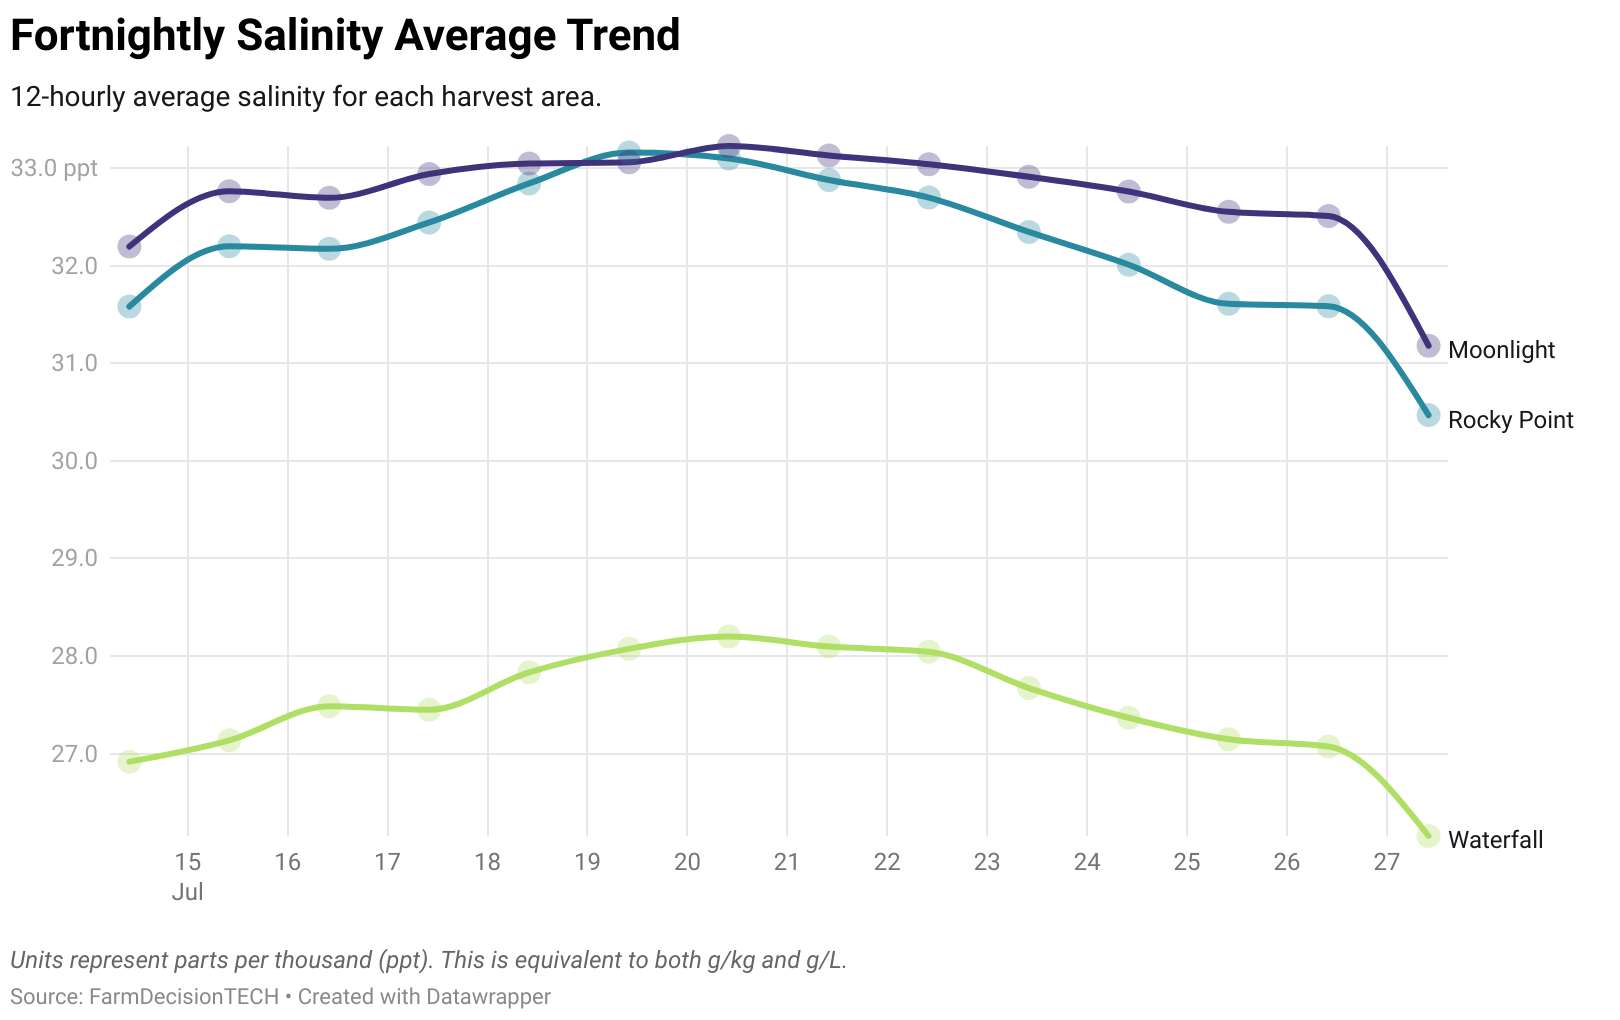 Fortnightly Salinity Average Trend
12-hourly average salinity for each harvest area.
33.0 ppt
32.0
31.0
Moonlight
Rocky Point
30.0
29.0
28.0
27.0
Waterfall
15 16 17 18 19 20 21 22 23 24 25 26 27
Jul
Units represent parts per thousand (ppt). This is equivalent to both g/kg and g/L.
Source: FarmDecisionTECH • Created with Datawrapper